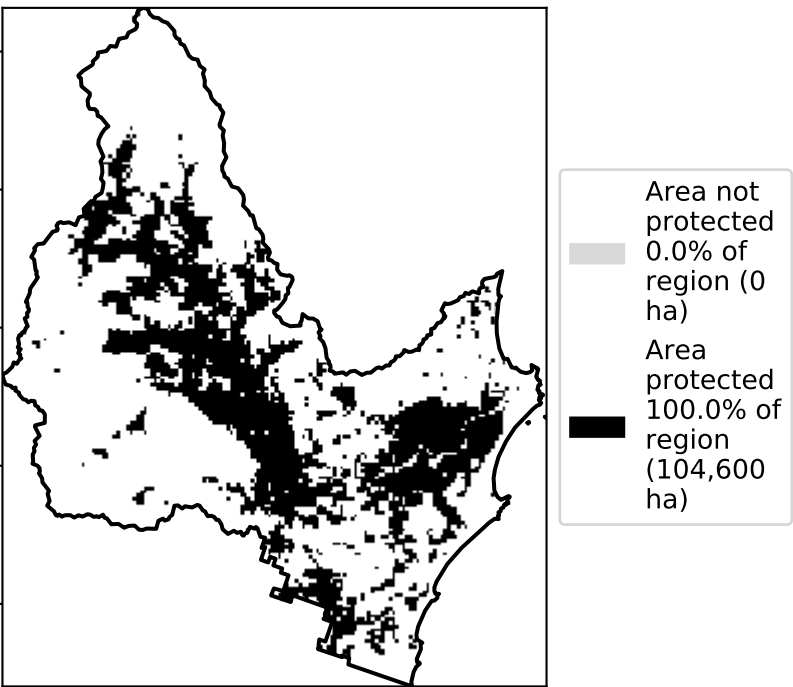 Area not
protected
0.0% of
region (0
ha)
Area
protected
100.0% of
region
(104,600
ha)